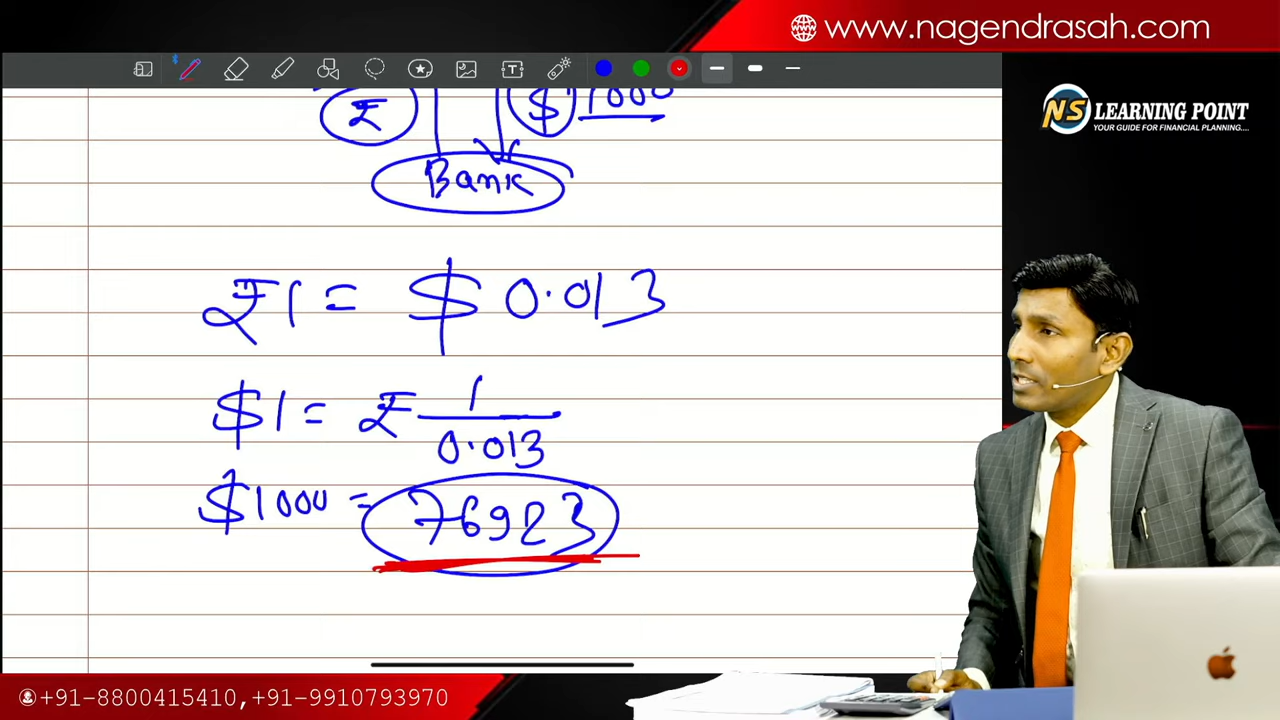 www.nagendrasah.com
NS LEARNING POINT
YOUR GUIDE FOR FINANCIAL PLANNING....
₹ $ 1000
Bank
₹1 = $ 0.013
$1 = ₹ 1
0.013
$1000 = 76923
+91-8800415410,+91-9910793970